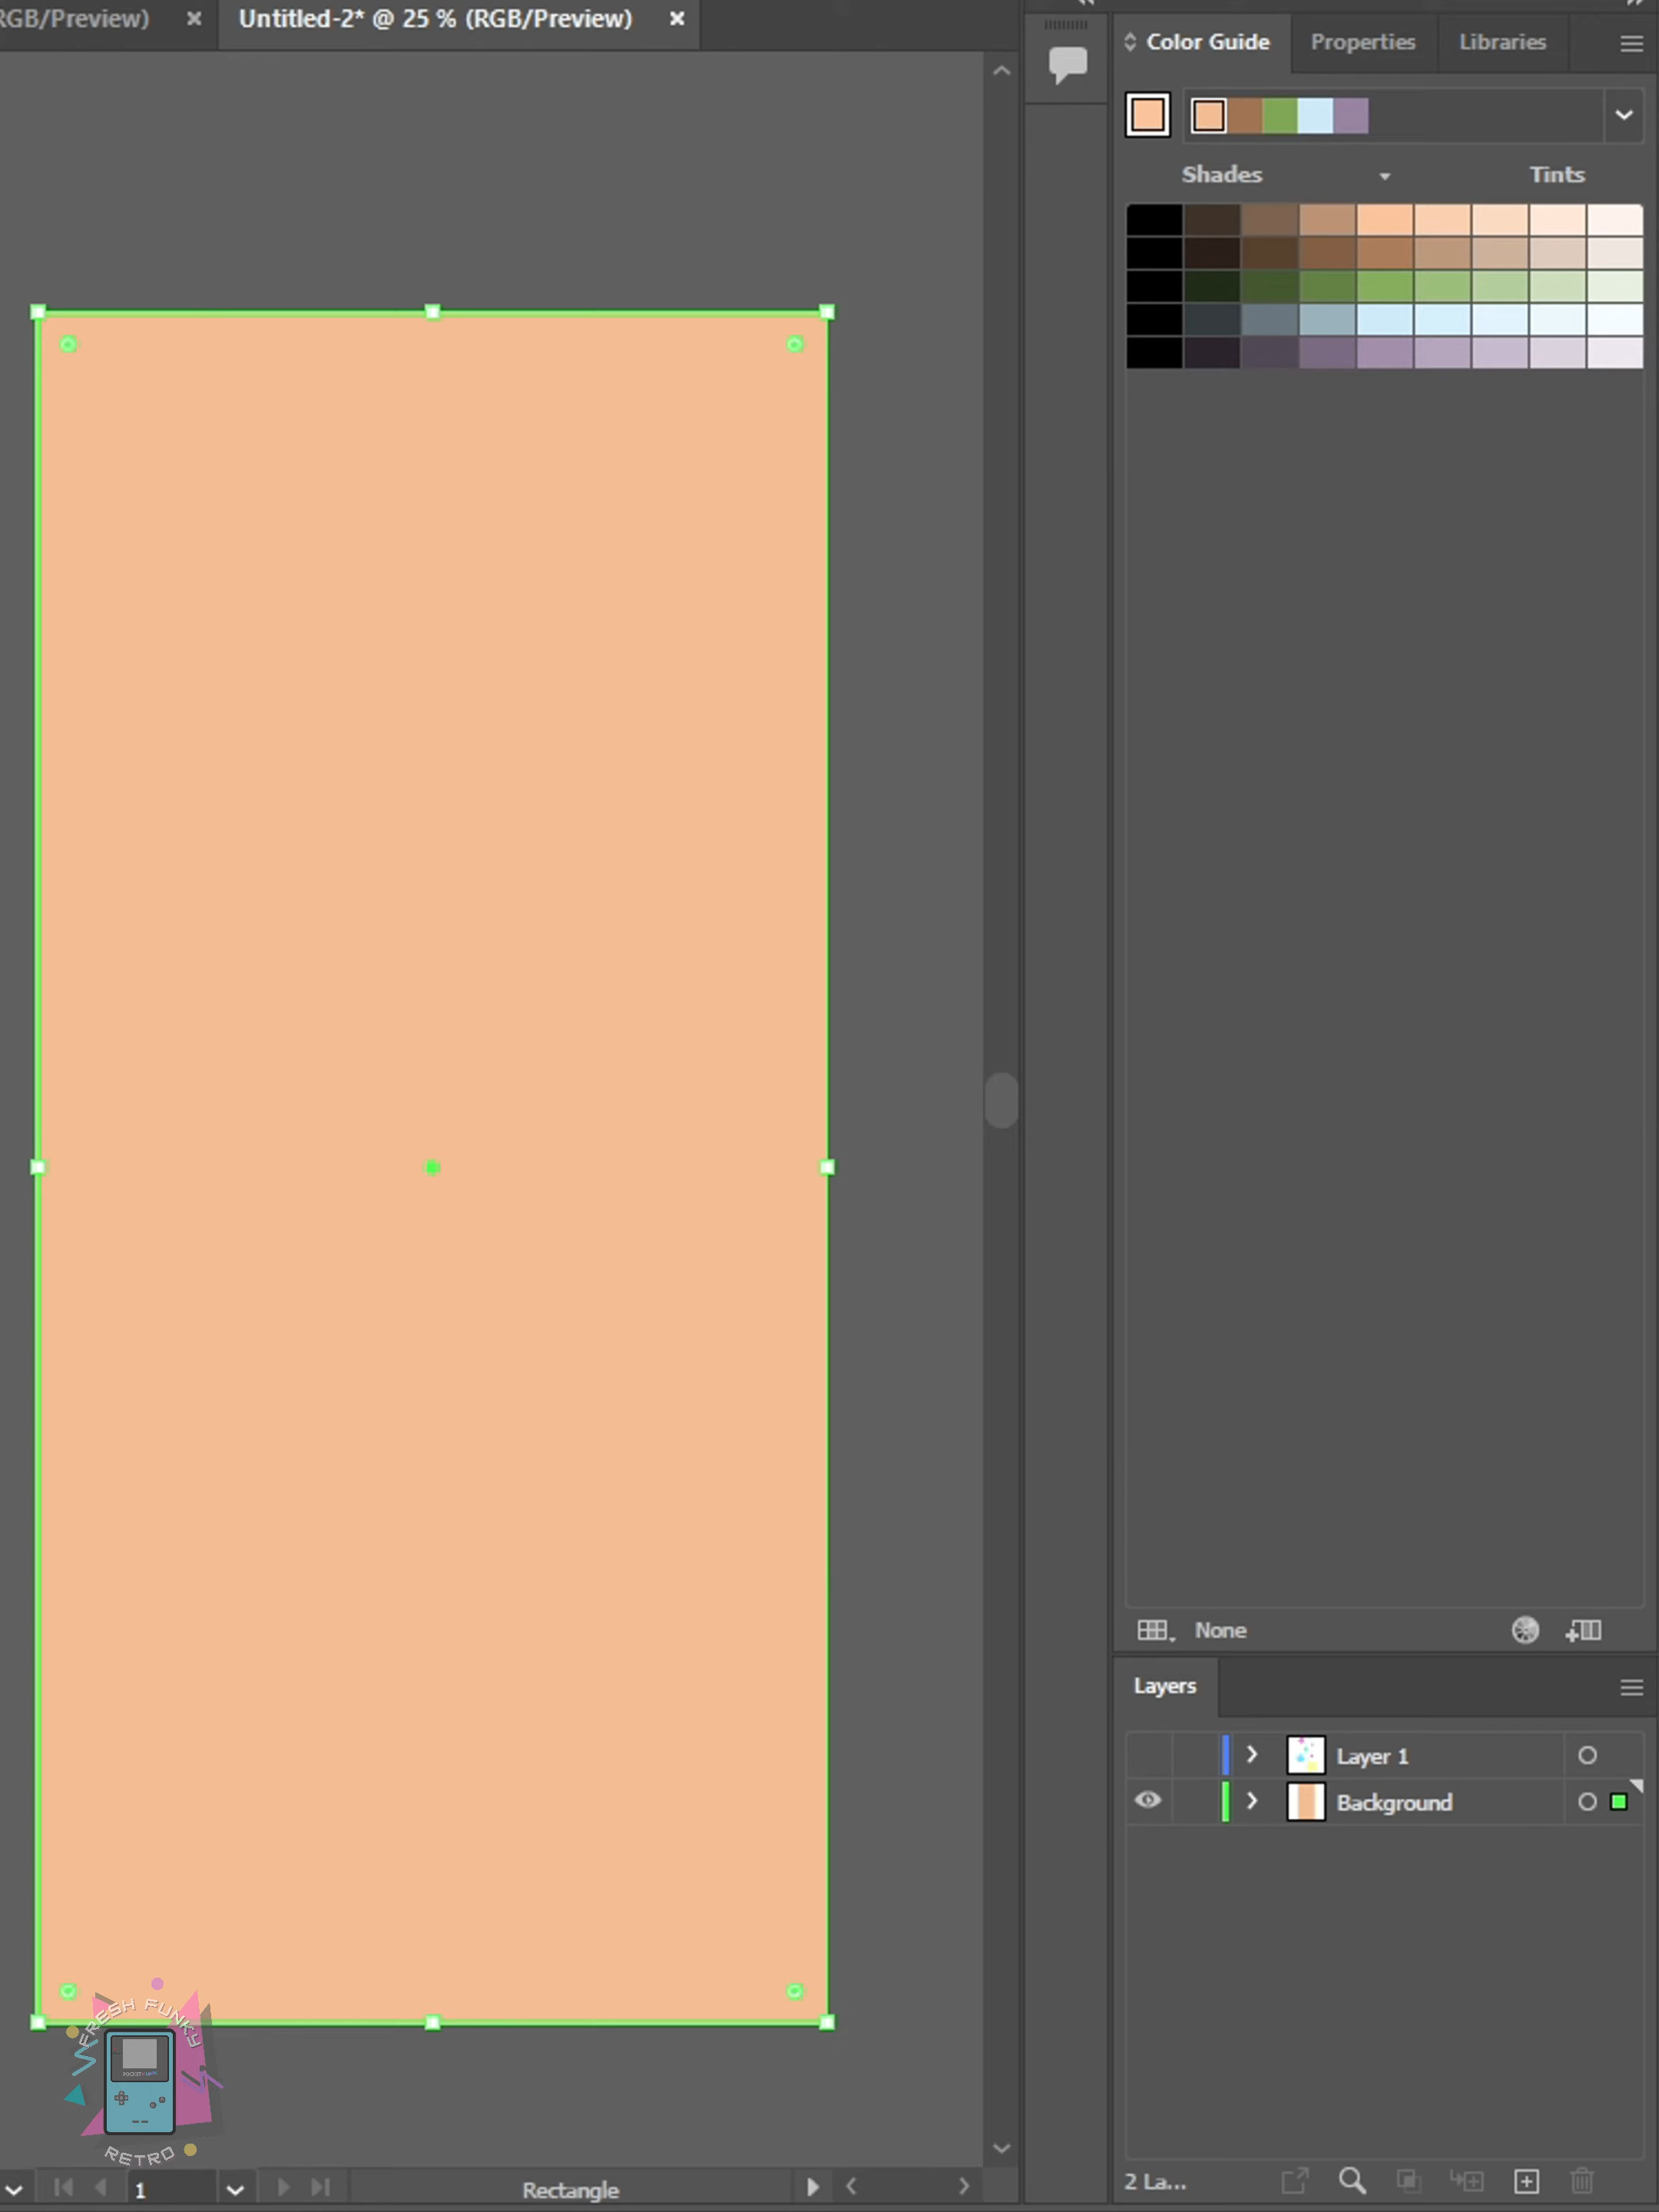 RGB/Preview)
Untitled-2* @ 25 % (RGB/Preview)
Color Guide
Properties
Libraries
Shades
Tints
None
Layers
Layer 1
Background
FRESH FUNKY
RETRO
1
Rectangle
2 La...